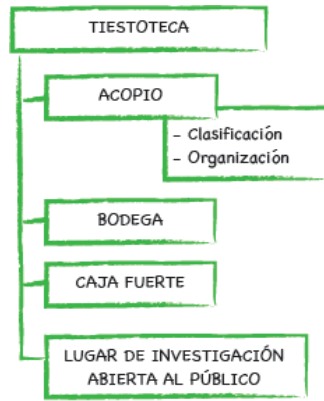 TIESTOTECA
ACOPIO
- Clasificación
- Organización
BODEGA
CAJA FUERTE
LUGAR DE INVESTIGACIÓN
ABIERTA AL PÚBLICO